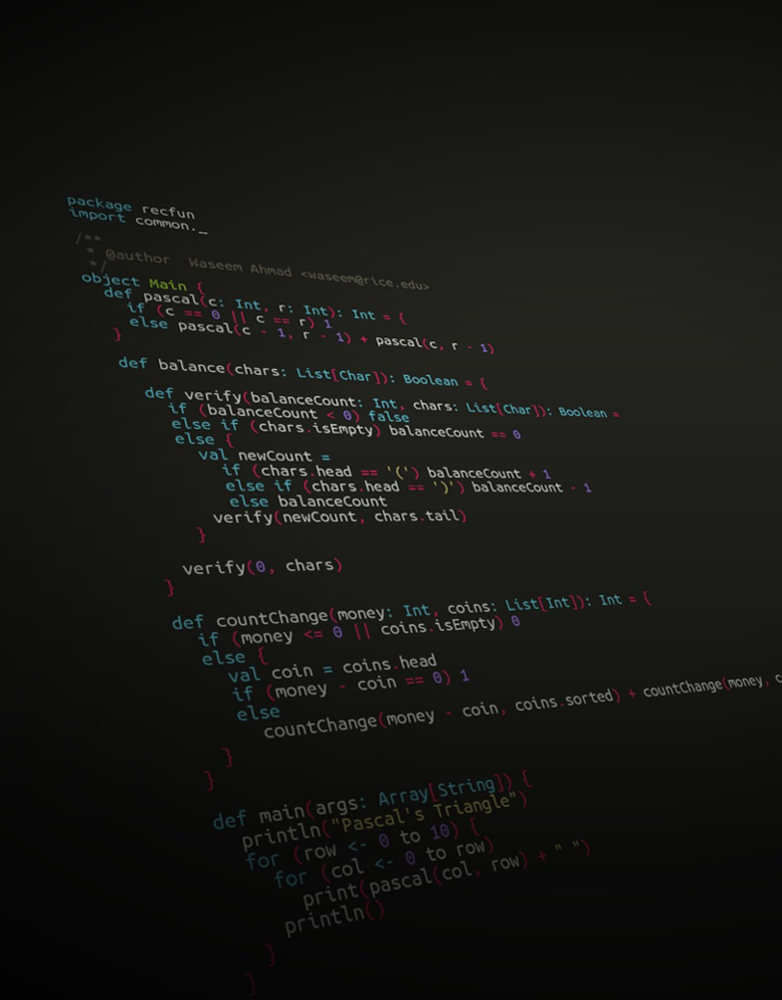 package recfun
import common._
/**
 * @author  Waseem Ahmad <waseem@rice.edu>
 */
object Main {
  def pascal(c: Int, r: Int): Int = {
    if (c == 0 || c == r) 1
    else pascal(c - 1, r - 1) + pascal(c, r - 1)
  }
  def balance(chars: List[Char]): Boolean = {
    def verify(balanceCount: Int, chars: List[Char]): Boolean =
      if (balanceCount < 0) false
      else if (chars.isEmpty) balanceCount == 0
      else {
        val newCount =
          if (chars.head == '(') balanceCount + 1
          else if (chars.head == ')') balanceCount - 1
          else balanceCount
        verify(newCount, chars.tail)
      }
    verify(0, chars)
  }
  def countChange(money: Int, coins: List[Int]): Int = {
    if (money <= 0 || coins.isEmpty) 0
    else {
      val coin = coins.head
      if (money - coin == 0) 1
      else
        countChange(money - coin, coins.sorted) + countChange(money,
    }
  }
  def main(args: Array[String]) {
    println("Pascal's Triangle")
    for (row <- 0 to 10) {
      for (col <- 0 to row)
        print(pascal(col, row) + " ")
      println()
    }
  }